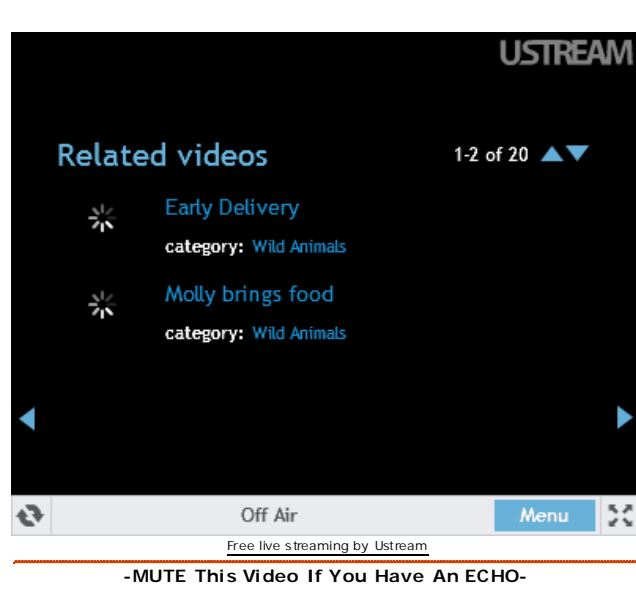 USTREAM
Related videos 1-2 of 20
Early Delivery
category: Wild Animals
Molly brings food
category: Wild Animals
Off Air Menu
Free live streaming by Ustream
-MUTE This Video If You Have An ECHO-